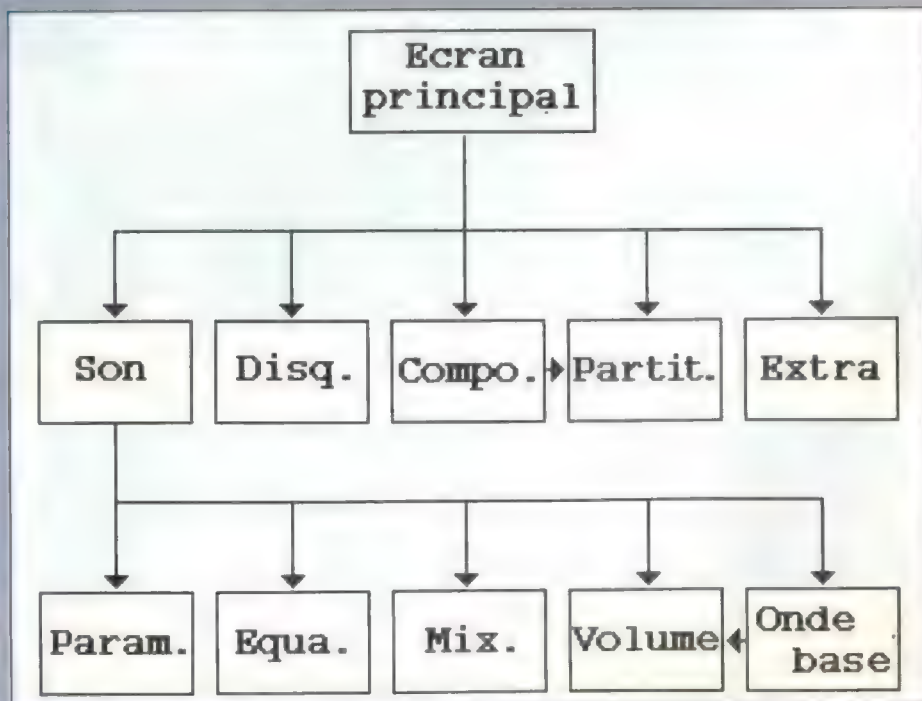 Ecran
principal
Son
Disq.
Compo.
Partit.
Extra
Param.
Equa.
Mix.
Volume
Onde
base